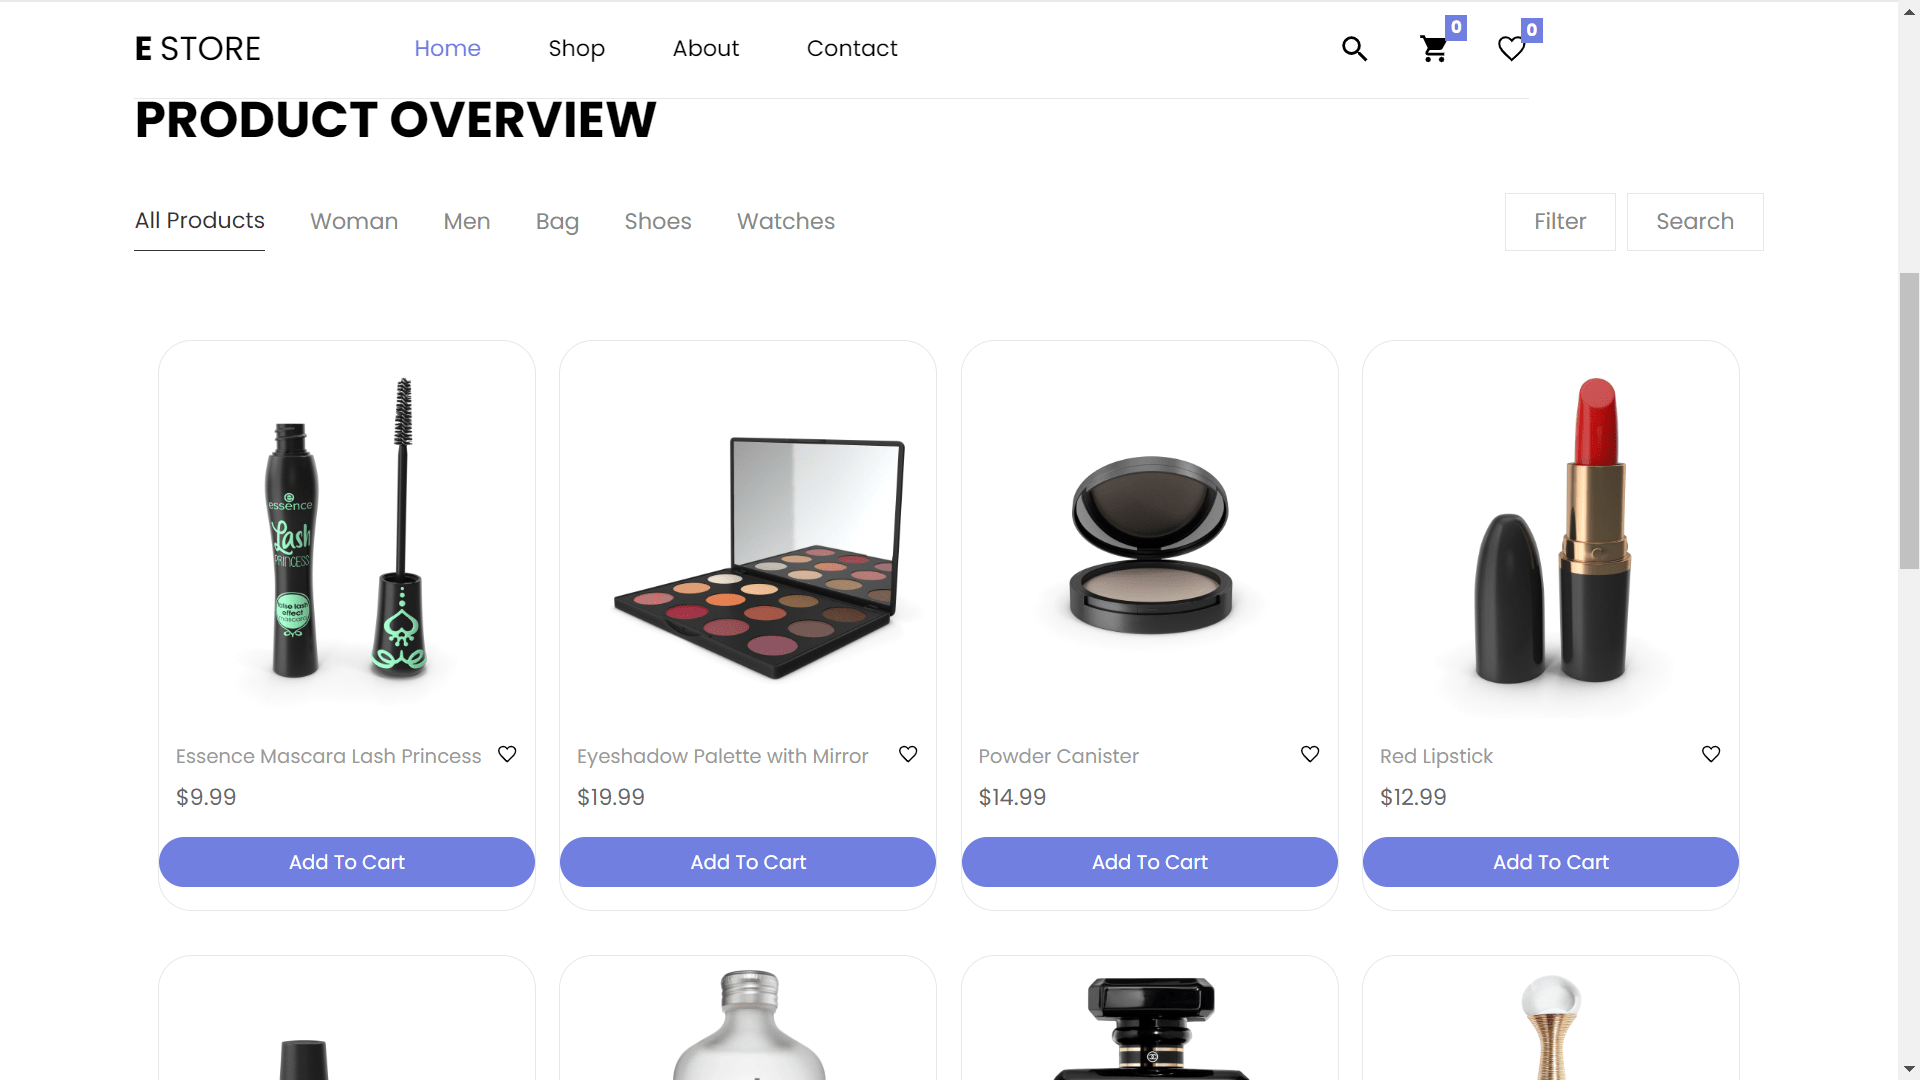 E STORE Home Shop About Contact 0 0
PRODUCT OVERVIEW
All Products Woman Men Bag Shoes Watches Filter Search
essence
Lash
PRINCESS
false lash
effect
mascara
Essence Mascara Lash Princess
$9.99
Add To Cart
Eyeshadow Palette with Mirror
$19.99
Add To Cart
Powder Canister
$14.99
Add To Cart
Red Lipstick
$12.99
Add To Cart